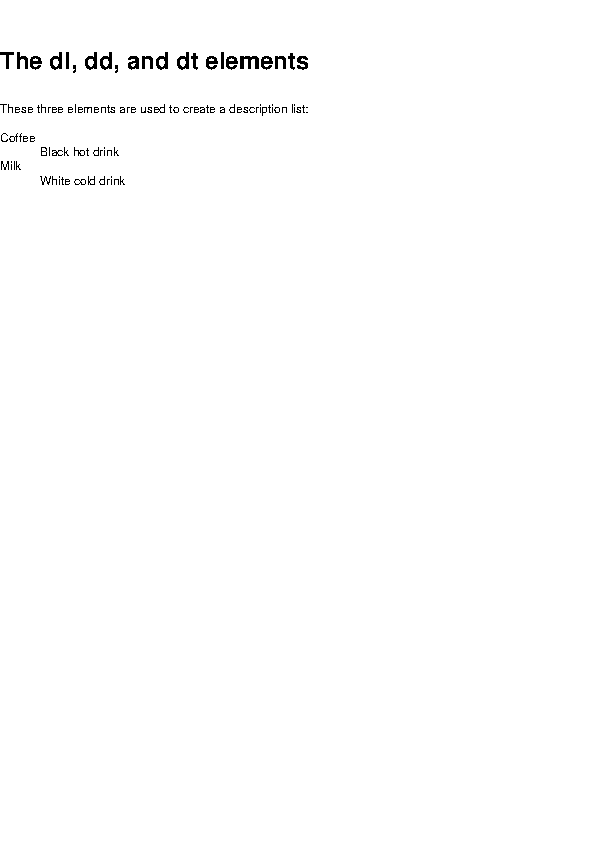 The dl, dd, and dt elements
These three elements are used to create a description list:
Coffee
Black hot drink
Milk
White cold drink